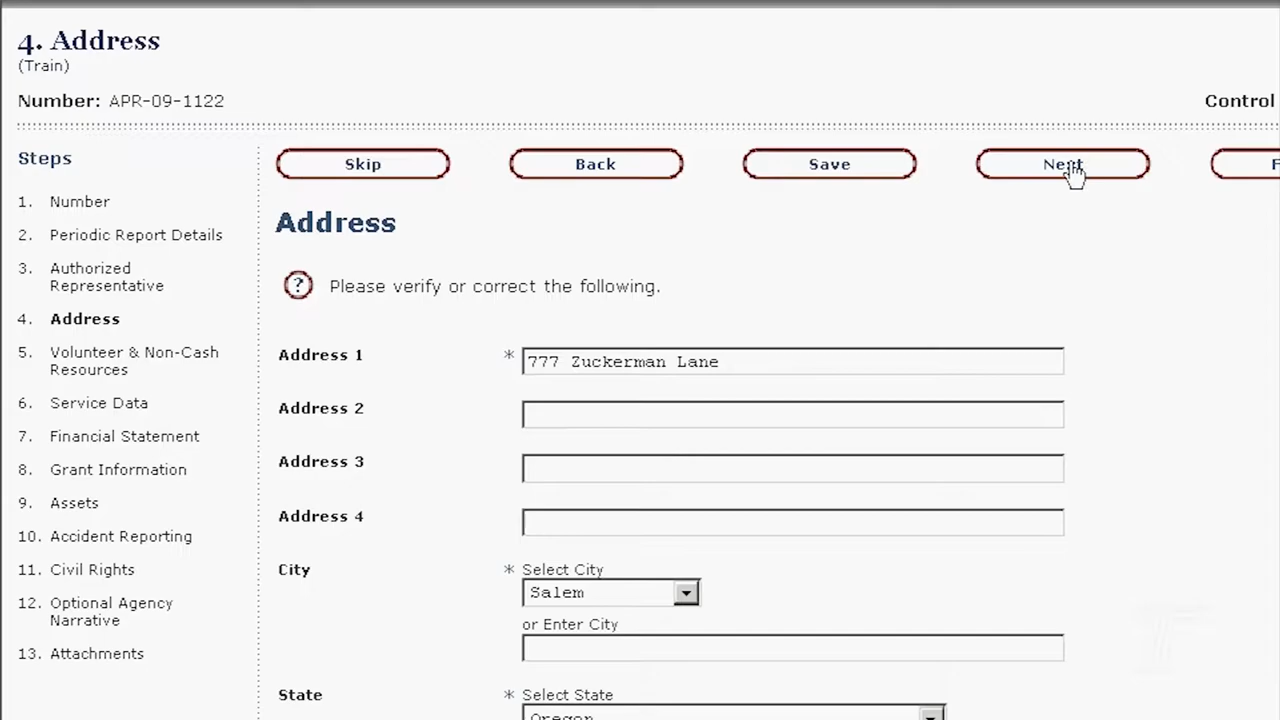 4. Address
(Train)
Number: APR-09-1122
Control
Steps
1. Number
2. Periodic Report Details
3. Authorized
Representative
4. Address
5. Volunteer & Non-Cash
Resources
6. Service Data
7. Financial Statement
8. Grant Information
9. Assets
10. Accident Reporting
11. Civil Rights
12. Optional Agency
Narrative
13. Attachments
Skip
Back
Save
Next
F
Address
? Please verify or correct the following.
Address 1 * 777 Zuckerman Lane
Address 2
Address 3
Address 4
City * Select City
Salem
or Enter City
State * Select State
Oregon